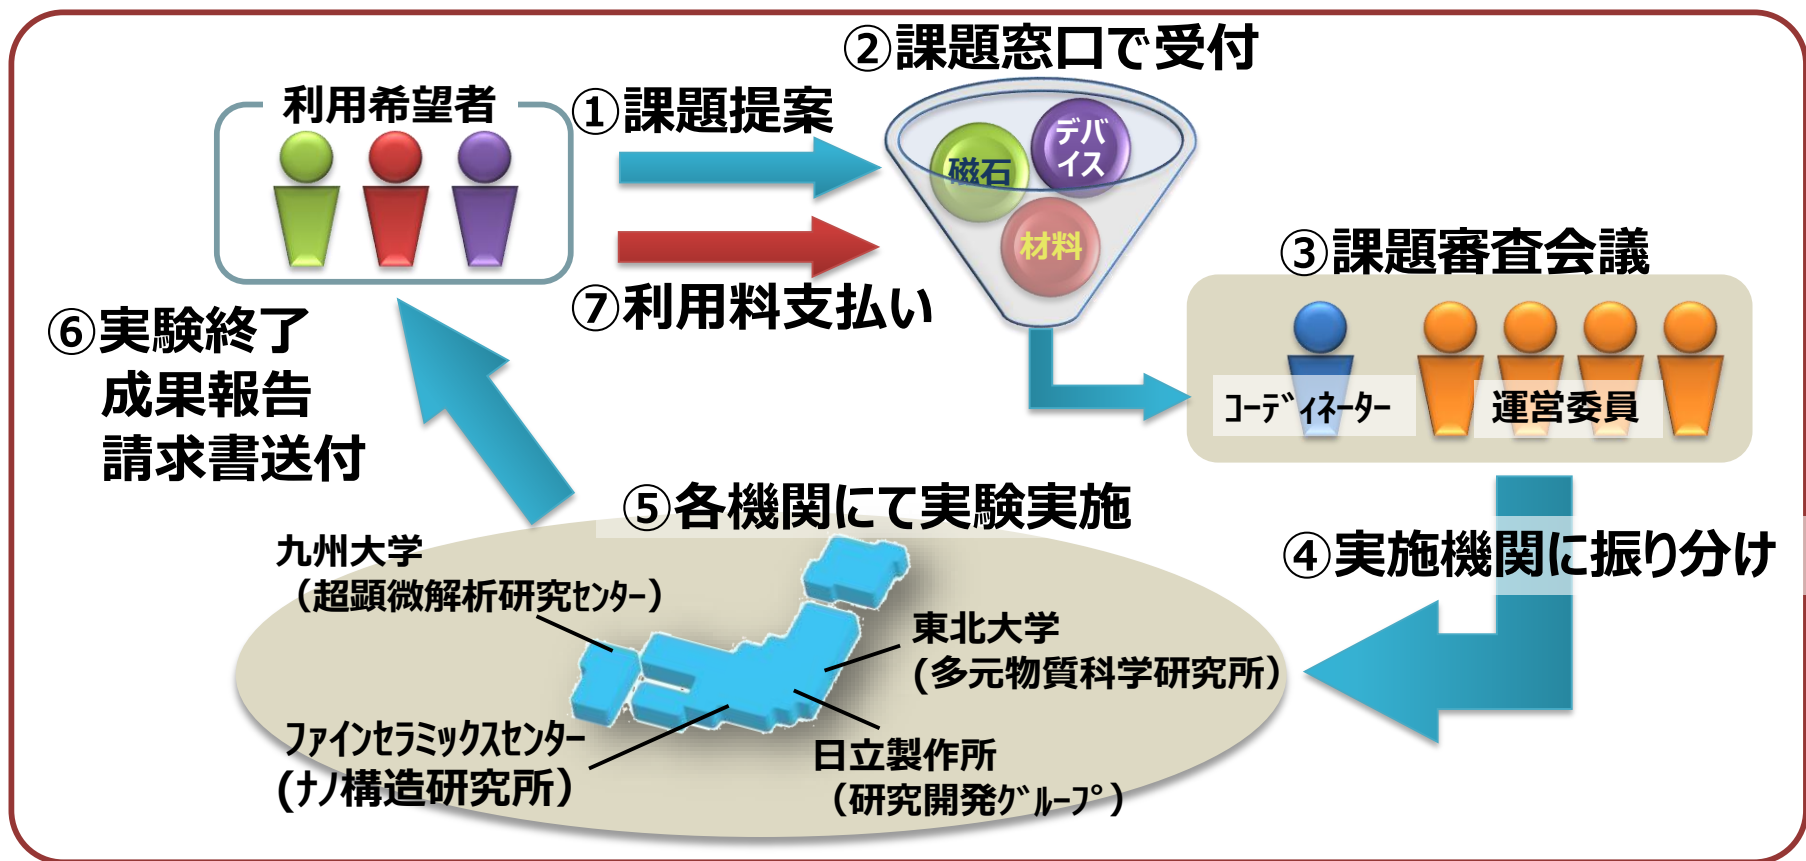 利用希望者
①課題提案
②課題窓口で受付
磁石
デバ
イス
材料
⑦利用料支払い
③課題審査会議
コーディネーター
運営委員
④実施機関に振り分け
⑤各機関にて実験実施
九州大学
（超顕微解析研究センター）
東北大学
(多元物質科学研究所)
ファインセラミックスセンター
(ナノ構造研究所)
日立製作所
（研究開発グループ）
⑥実験終了
成果報告
請求書送付